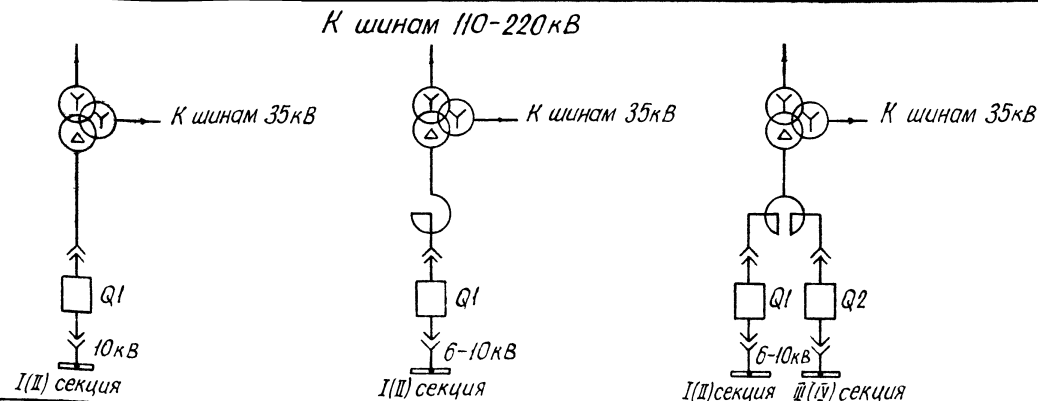 К шинам 110-220кВ
К шинам 35кВ
К шинам 35кВ
К шинам 35кВ
Q1
Q1
Q1
Q2
10кВ
6-10кВ
6-10кВ
I(II) секция
I(II) секция
I(II) секция
III(IV) секция